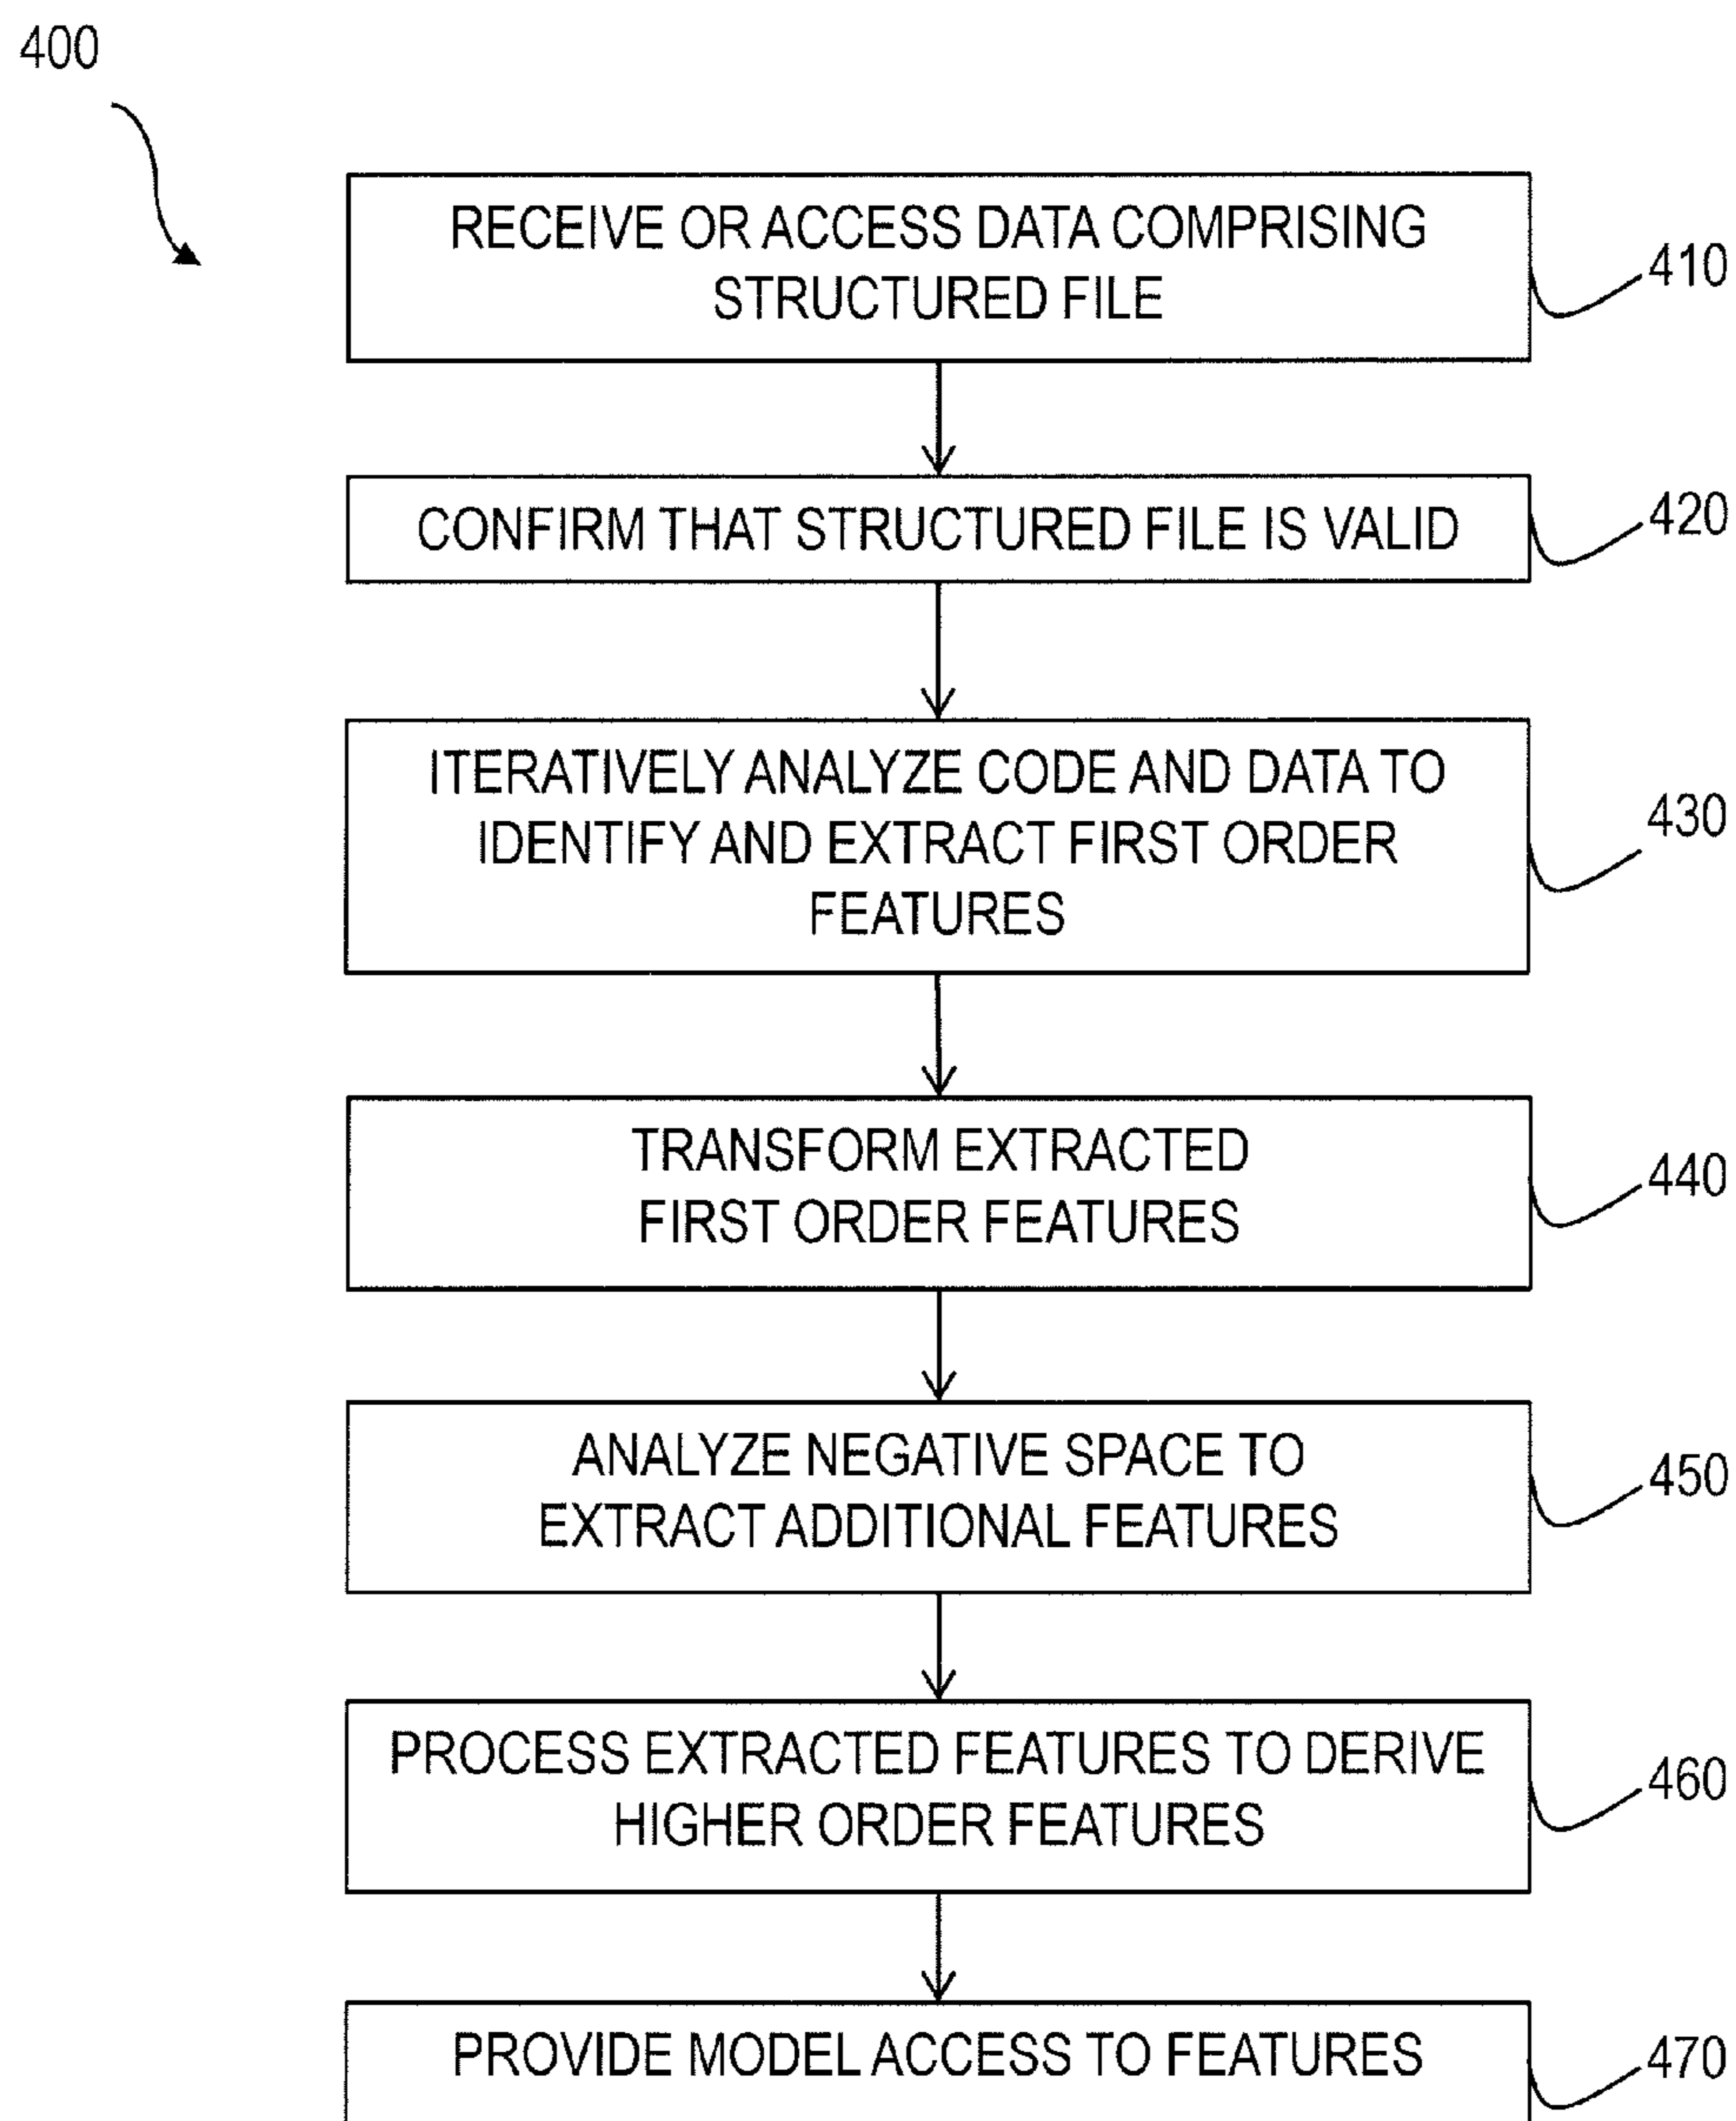 400
RECEIVE OR ACCESS DATA COMPRISING
STRUCTURED FILE
410
CONFIRM THAT STRUCTURED FILE IS VALID
420
ITERATIVELY ANALYZE CODE AND DATA TO
IDENTIFY AND EXTRACT FIRST ORDER
FEATURES
430
TRANSFORM EXTRACTED
FIRST ORDER FEATURES
440
ANALYZE NEGATIVE SPACE TO
EXTRACT ADDITIONAL FEATURES
450
PROCESS EXTRACTED FEATURES TO DERIVE
HIGHER ORDER FEATURES
460
PROVIDE MODEL ACCESS TO FEATURES
470